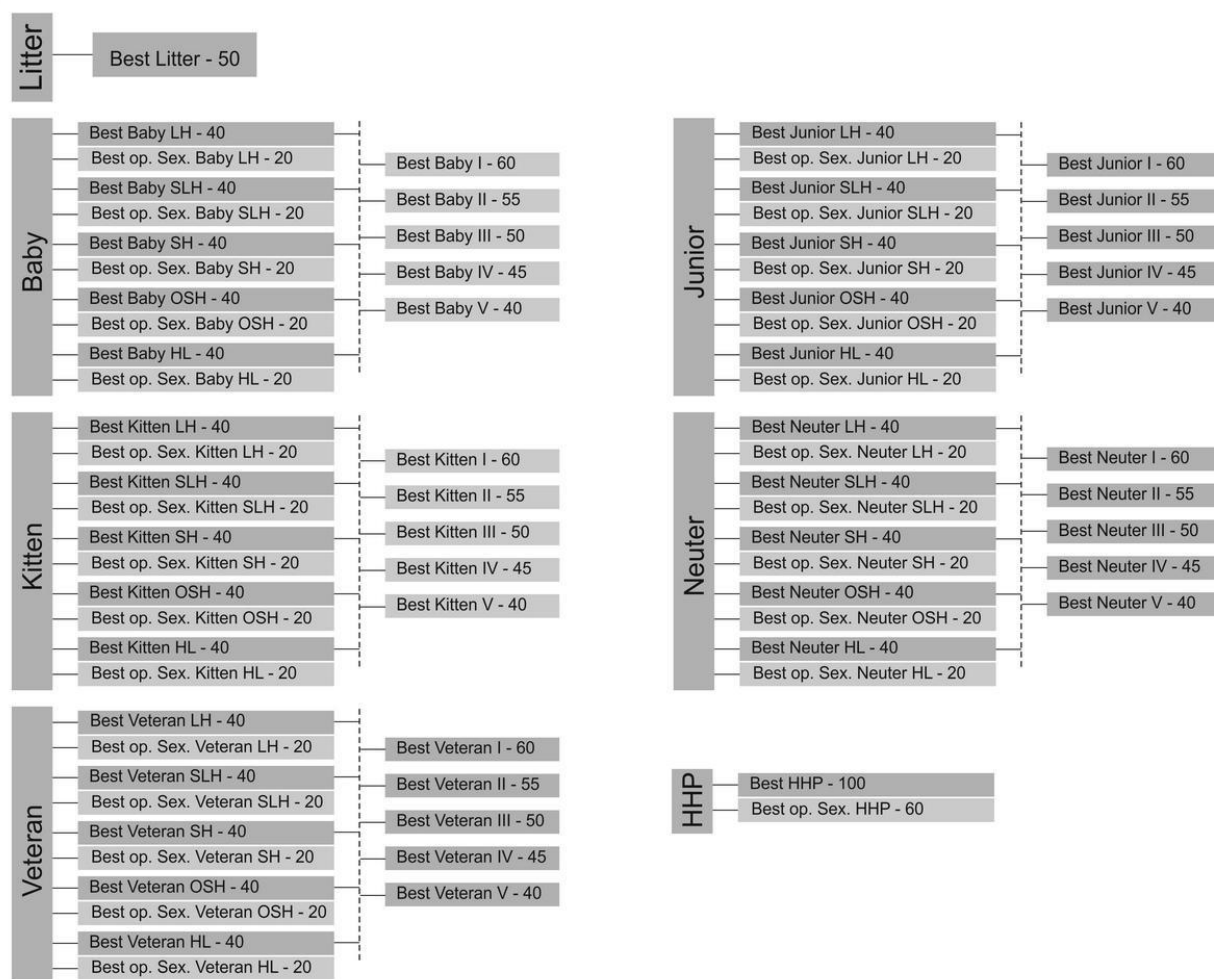 Litter
Best Litter - 50
Baby
Best Baby LH - 40
Best op. Sex. Baby LH - 20
Best Baby SLH - 40
Best op. Sex. Baby SLH - 20
Best Baby SH - 40
Best op. Sex. Baby SH - 20
Best Baby OSH - 40
Best op. Sex. Baby OSH - 20
Best Baby HL - 40
Best op. Sex. Baby HL - 20
Best Baby I - 60
Best Baby II - 55
Best Baby III - 50
Best Baby IV - 45
Best Baby V - 40
Junior
Best Junior LH - 40
Best op. Sex. Junior LH - 20
Best Junior SLH - 40
Best op. Sex. Junior SLH - 20
Best Junior SH - 40
Best op. Sex. Junior SH - 20
Best Junior OSH - 40
Best op. Sex. Junior OSH - 20
Best Junior HL - 40
Best op. Sex. Junior HL - 20
Best Junior I - 60
Best Junior II - 55
Best Junior III - 50
Best Junior IV - 45
Best Junior V - 40
Kitten
Best Kitten LH - 40
Best op. Sex. Kitten LH - 20
Best Kitten SLH - 40
Best op. Sex. Kitten SLH - 20
Best Kitten SH - 40
Best op. Sex. Kitten SH - 20
Best Kitten OSH - 40
Best op. Sex. Kitten OSH - 20
Best Kitten HL - 40
Best op. Sex. Kitten HL - 20
Best Kitten I - 60
Best Kitten II - 55
Best Kitten III - 50
Best Kitten IV - 45
Best Kitten V - 40
Neuter
Best Neuter LH - 40
Best op. Sex. Neuter LH - 20
Best Neuter SLH - 40
Best op. Sex. Neuter SLH - 20
Best Neuter SH - 40
Best op. Sex. Neuter SH - 20
Best Neuter OSH - 40
Best op. Sex. Neuter OSH - 20
Best Neuter HL - 40
Best op. Sex. Neuter HL - 20
Best Neuter I - 60
Best Neuter II - 55
Best Neuter III - 50
Best Neuter IV - 45
Best Neuter V - 40
Veteran
Best Veteran LH - 40
Best op. Sex. Veteran LH - 20
Best Veteran SLH - 40
Best op. Sex. Veteran SLH - 20
Best Veteran SH - 40
Best op. Sex. Veteran SH - 20
Best Veteran OSH - 40
Best op. Sex. Veteran OSH - 20
Best Veteran HL - 40
Best op. Sex. Veteran HL - 20
Best Veteran I - 60
Best Veteran II - 55
Best Veteran III - 50
Best Veteran IV - 45
Best Veteran V - 40
HHP
Best HHP - 100
Best op. Sex. HHP - 60